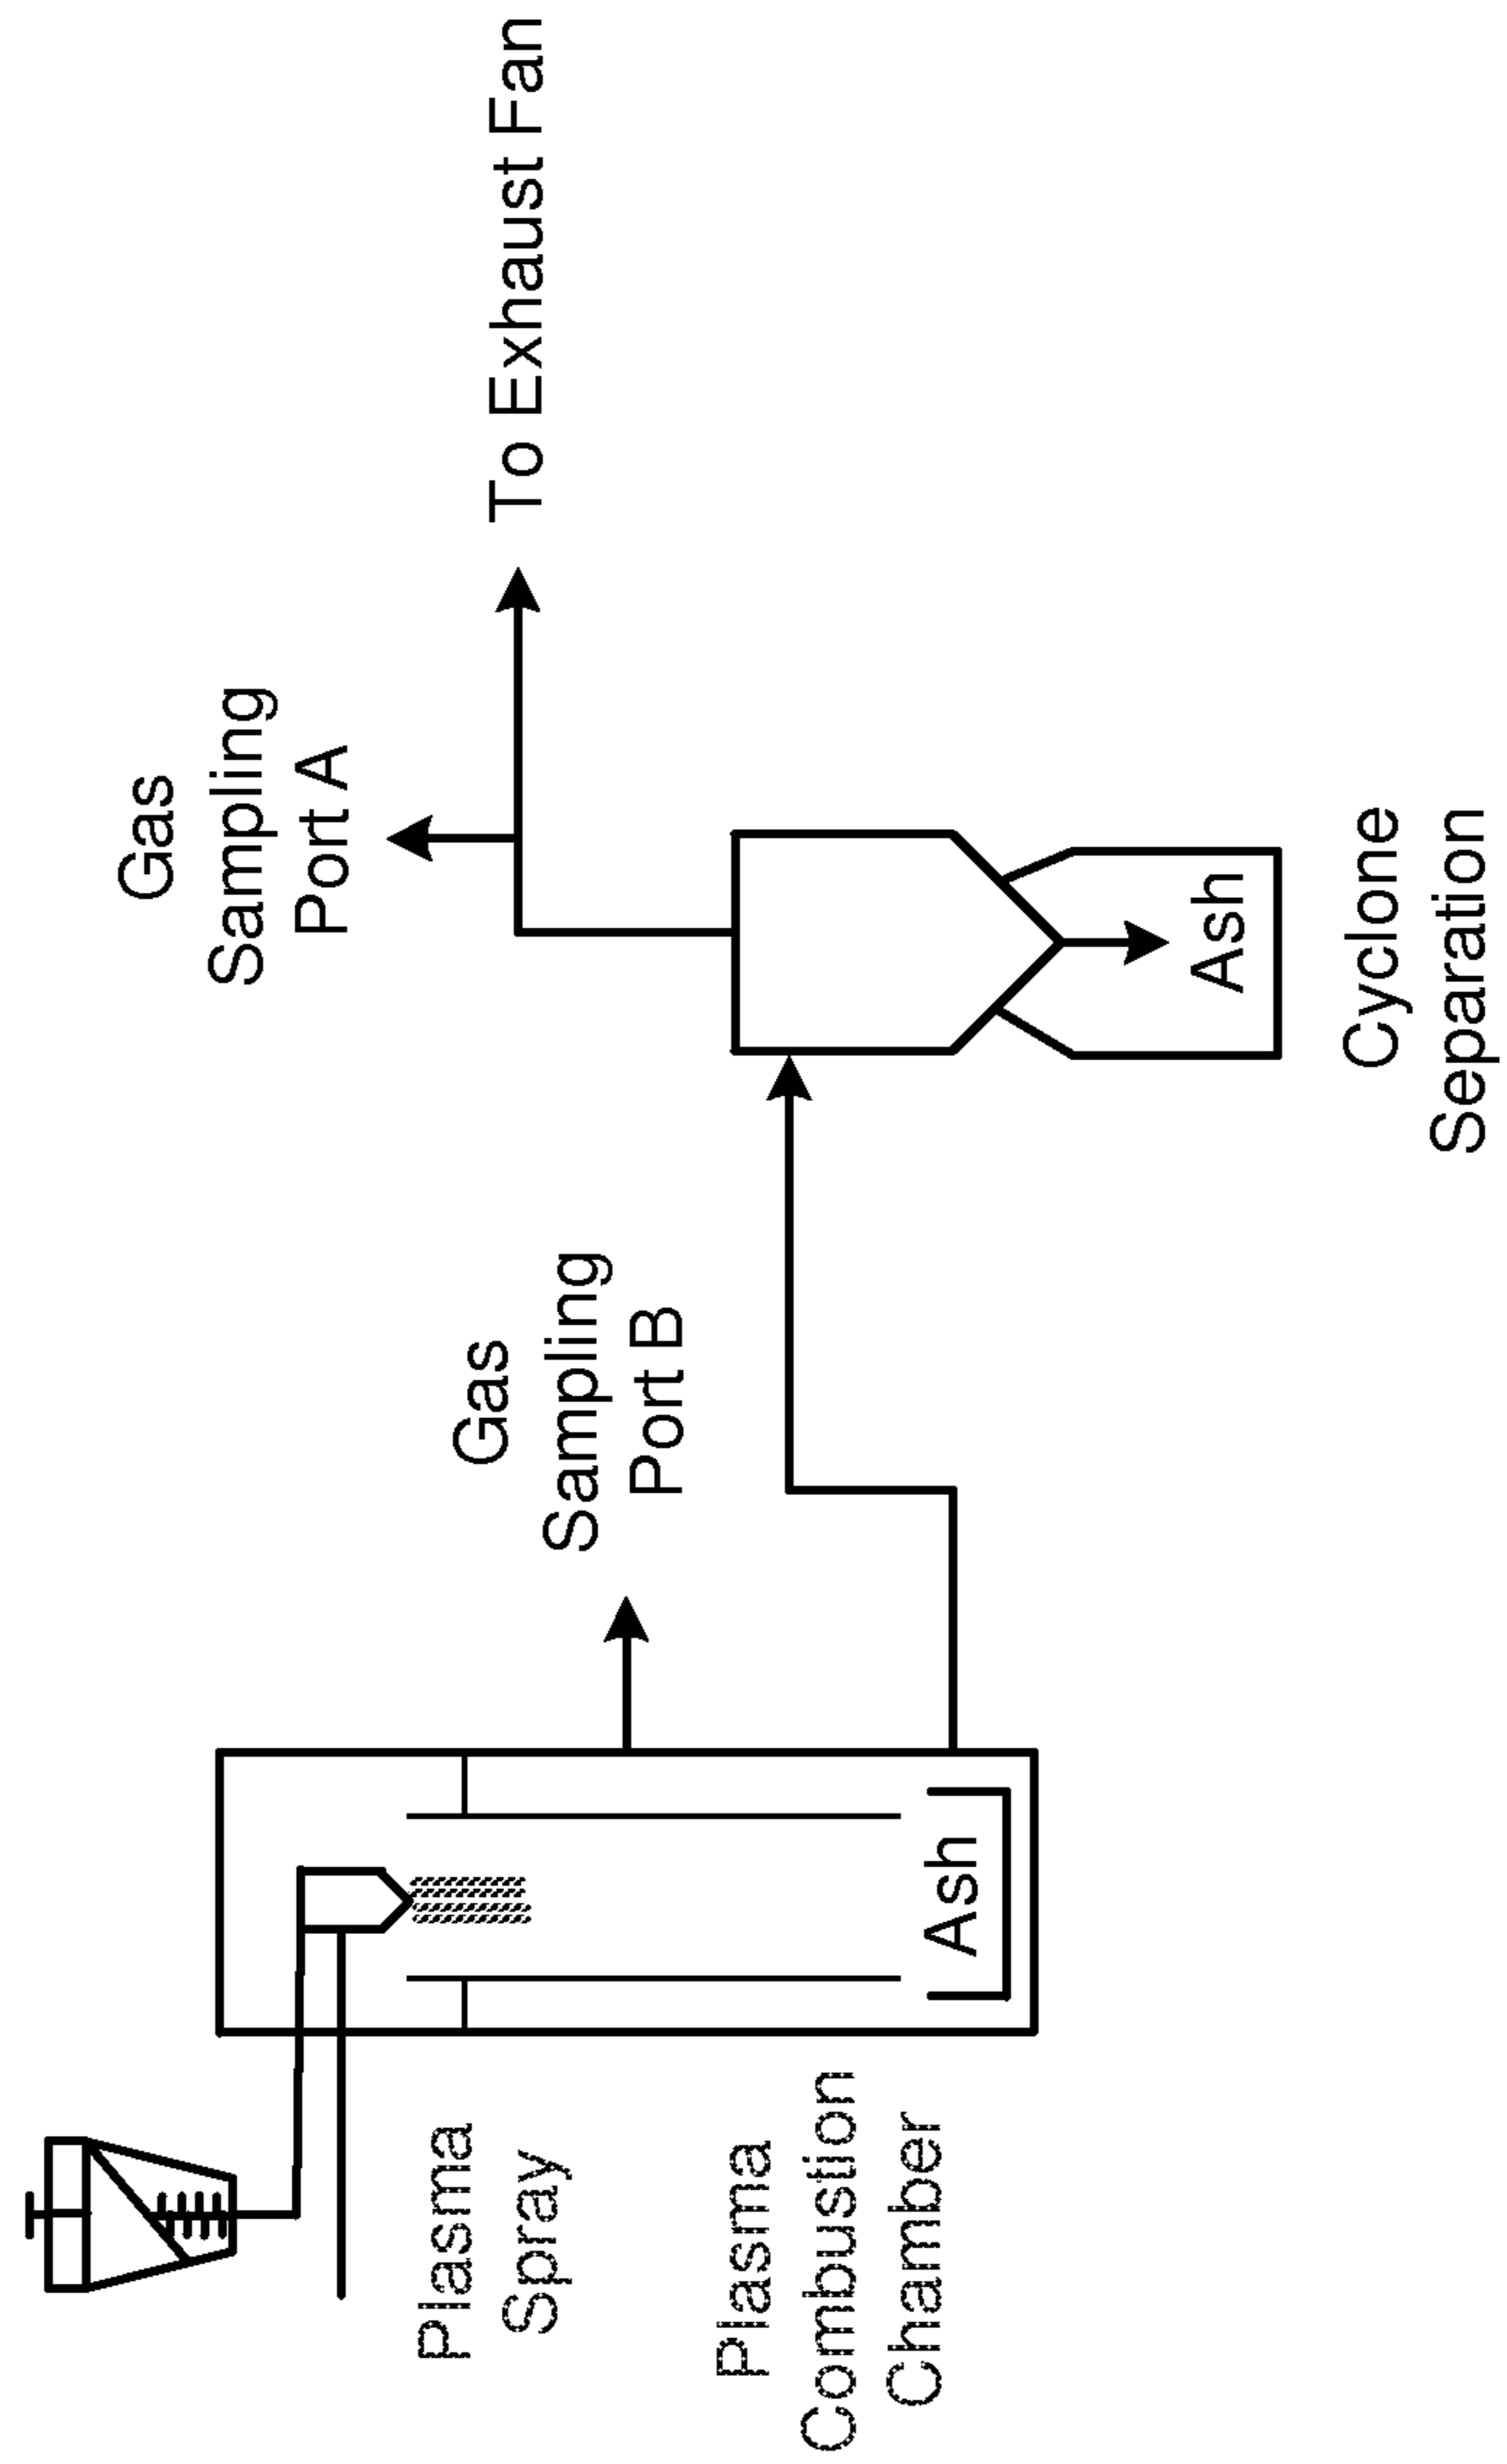 Plasma
Spray
Plasma
Combustion
Chamber
Ash
Gas
Sampling
Port B
Gas
Sampling
Port A
To Exhaust Fan
Ash
Cyclone
Separation